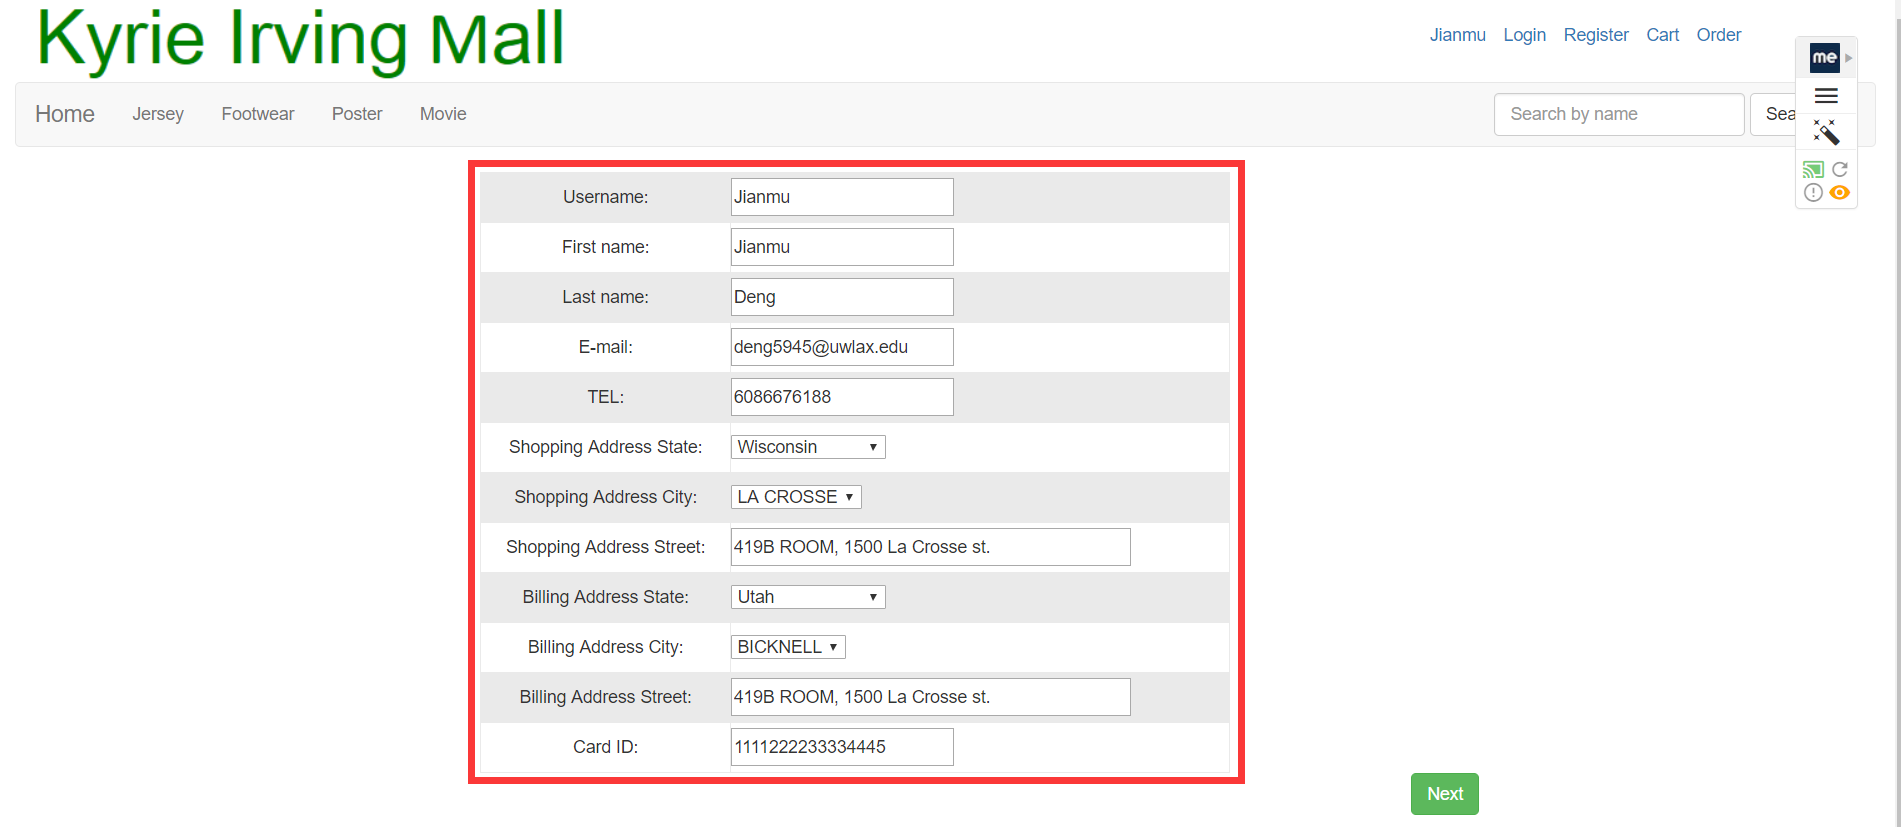 Kyrie Irving Mall
Jianmu Login Register Cart Order
me
Home Jersey Footwear Poster Movie Search by name Sea
Username: Jianmu
First name: Jianmu
Last name: Deng
E-mail: deng5945@uwlax.edu
TEL: 6086676188
Shopping Address State: Wisconsin
Shopping Address City: LA CROSSE
Shopping Address Street: 419B ROOM, 1500 La Crosse st.
Billing Address State: Utah
Billing Address City: BICKNELL
Billing Address Street: 419B ROOM, 1500 La Crosse st.
Card ID: 1111222233334445
Next